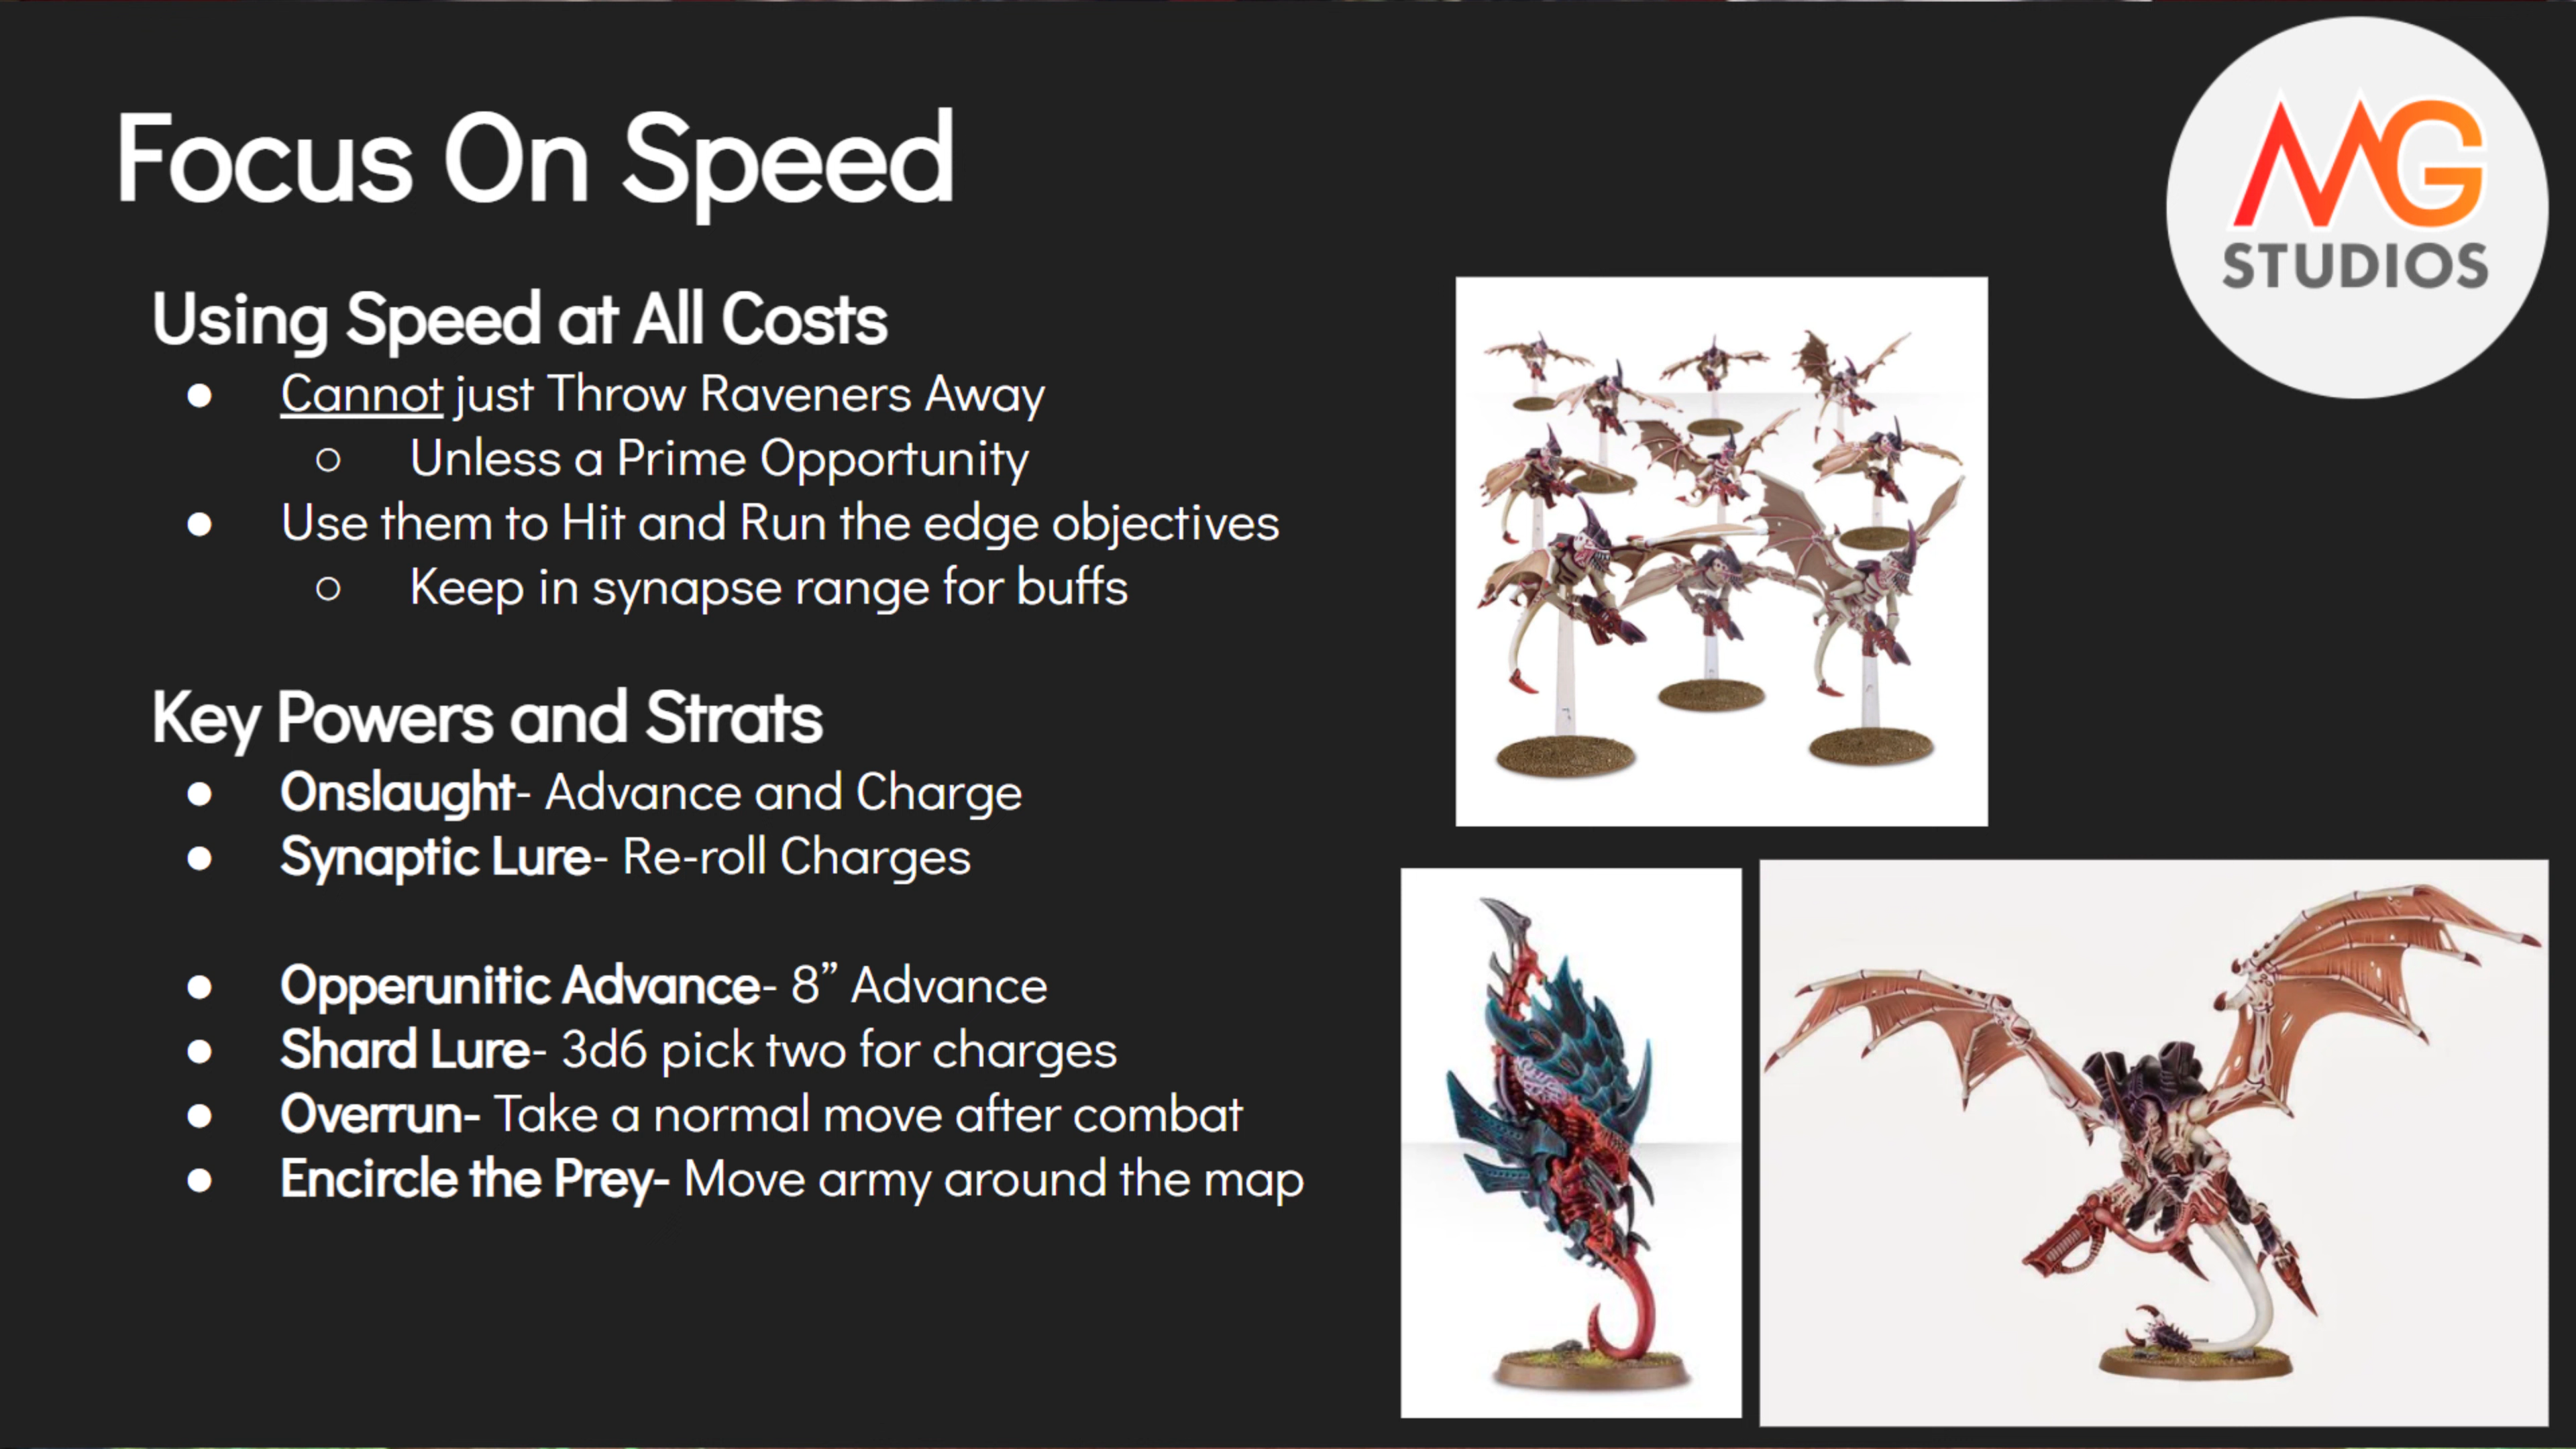 Focus On Speed
MG
STUDIOS
Using Speed at All Costs
● Cannot just Throw Raveners Away
○ Unless a Prime Opportunity
● Use them to Hit and Run the edge objectives
○ Keep in synapse range for buffs
Key Powers and Strats
● Onslaught- Advance and Charge
● Synaptic Lure- Re-roll Charges
● Opperunitic Advance- 8” Advance
● Shard Lure- 3d6 pick two for charges
● Overrun- Take a normal move after combat
● Encircle the Prey- Move army around the map